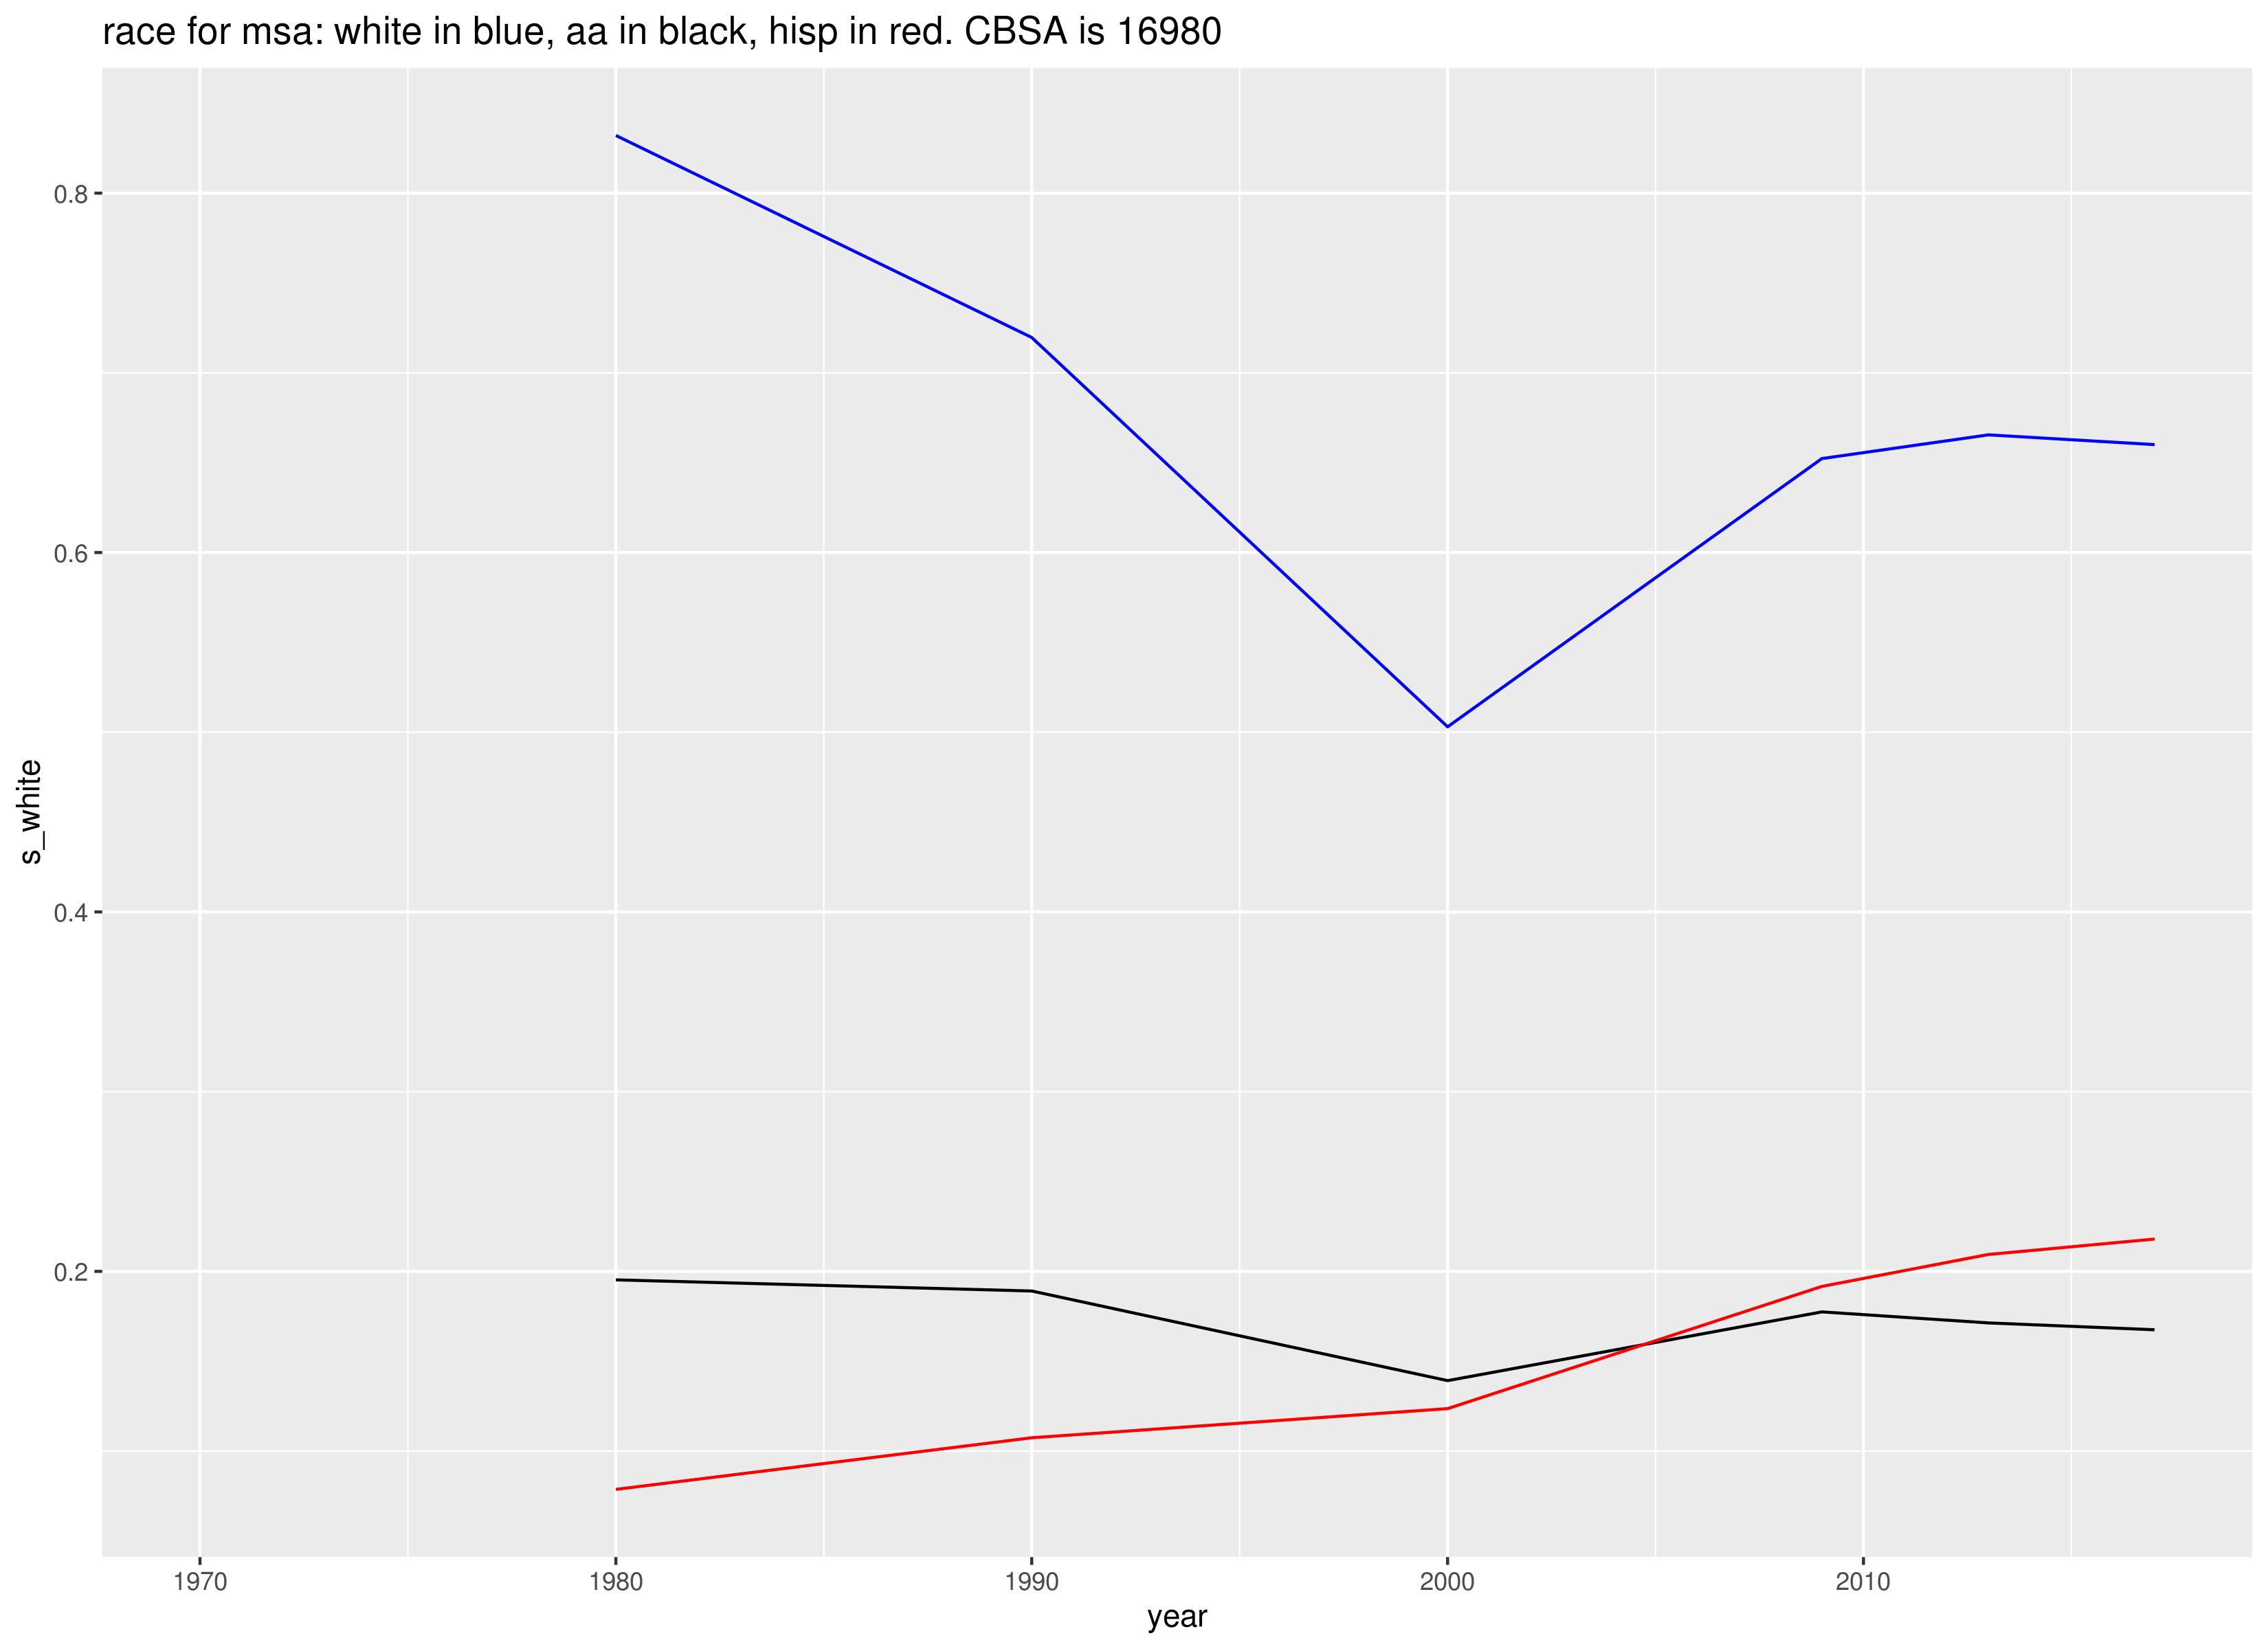 race for msa: white in blue, aa in black, hisp in red. CBSA is 16980
s_white
0.8
0.6
0.4
0.2
1970 1980 1990 2000 2010
year